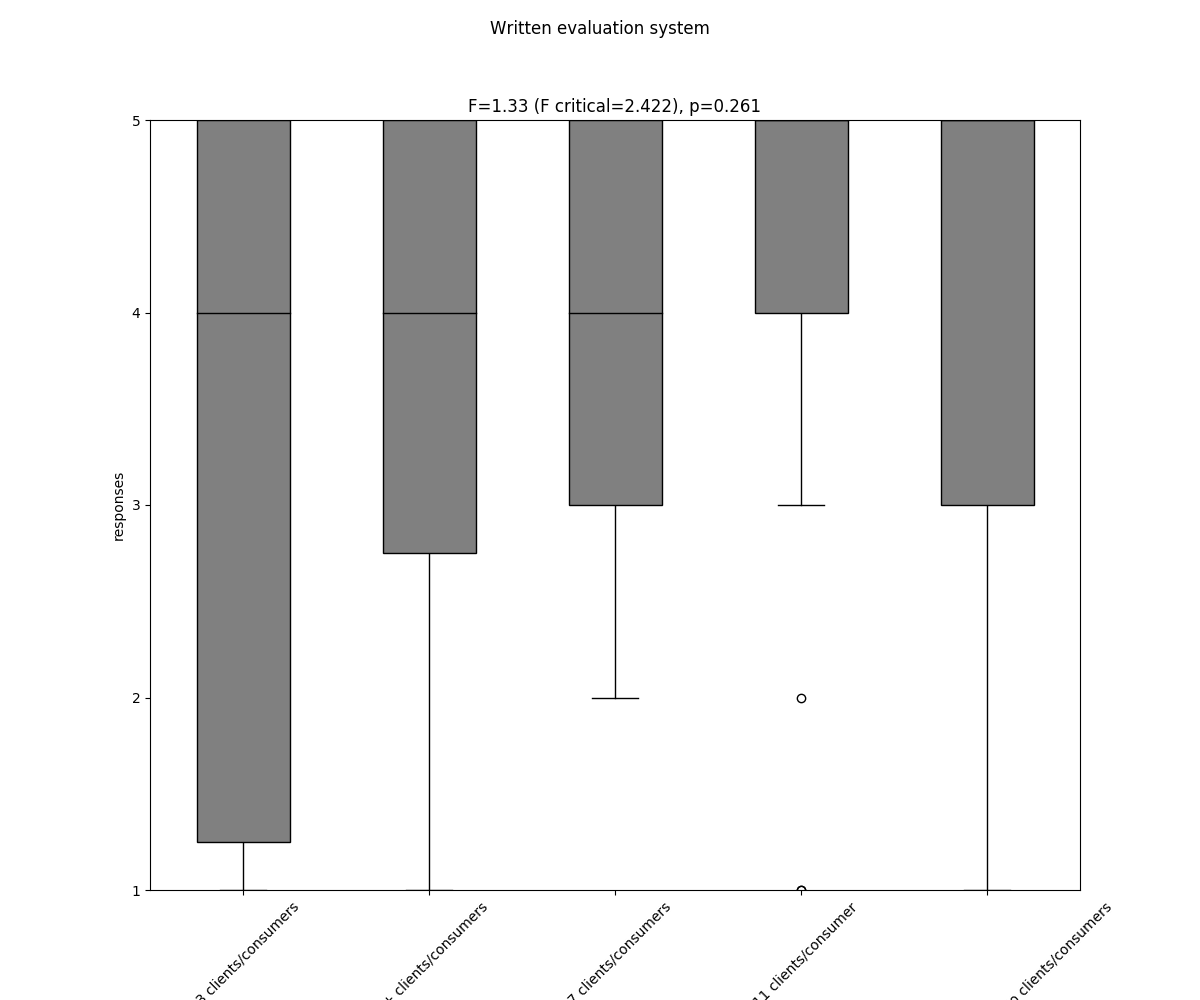 Written evaluation system
F=1.33 (F critical=2.422), p=0.261
5
4
3
2
1
responses
3 clients/consumers
clients/consumers
7 clients/consumers
11 clients/consumer
clients/consumers